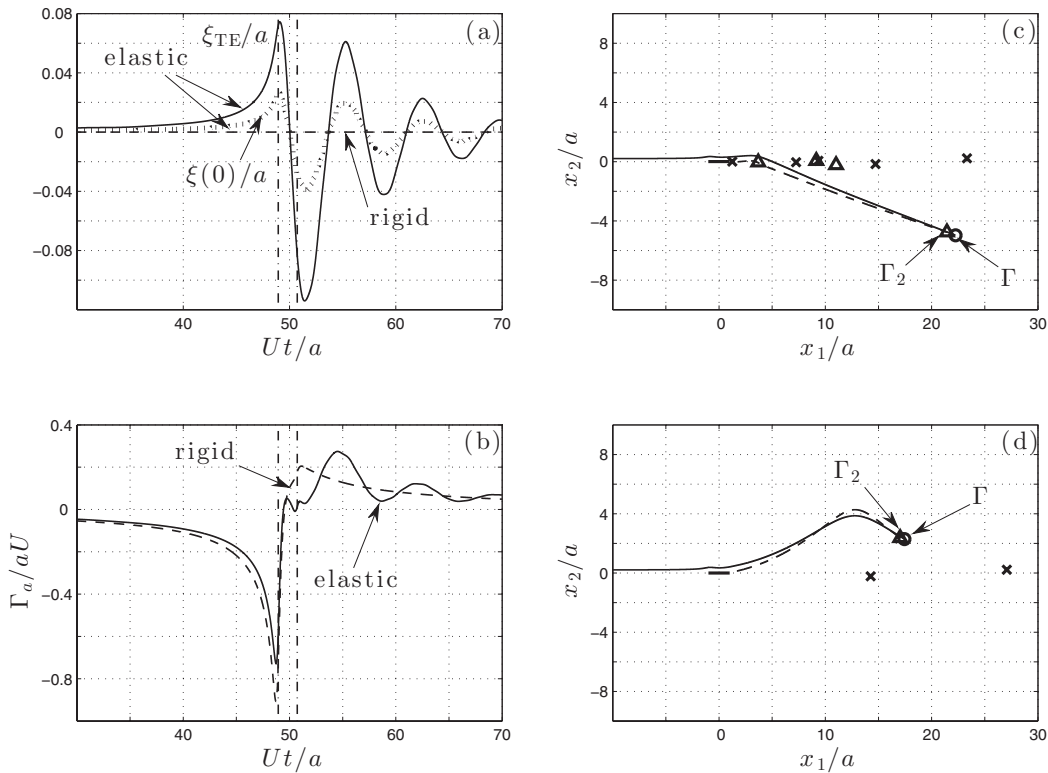 (a)
ξTE/a
elastic
ξ(0)/a
rigid
0.08
0.04
0
-0.04
-0.08
40 50 60 70
Ut/a
(c)
x2/a
8
4
0
-4
-8
Γ2
Γ
0 10 20 30
x1/a
(b)
Γa/aU
0.4
0
-0.4
-0.8
rigid
elastic
40 50 60 70
Ut/a
(d)
x2/a
8
4
0
-4
-8
Γ2
Γ
0 10 20 30
x1/a